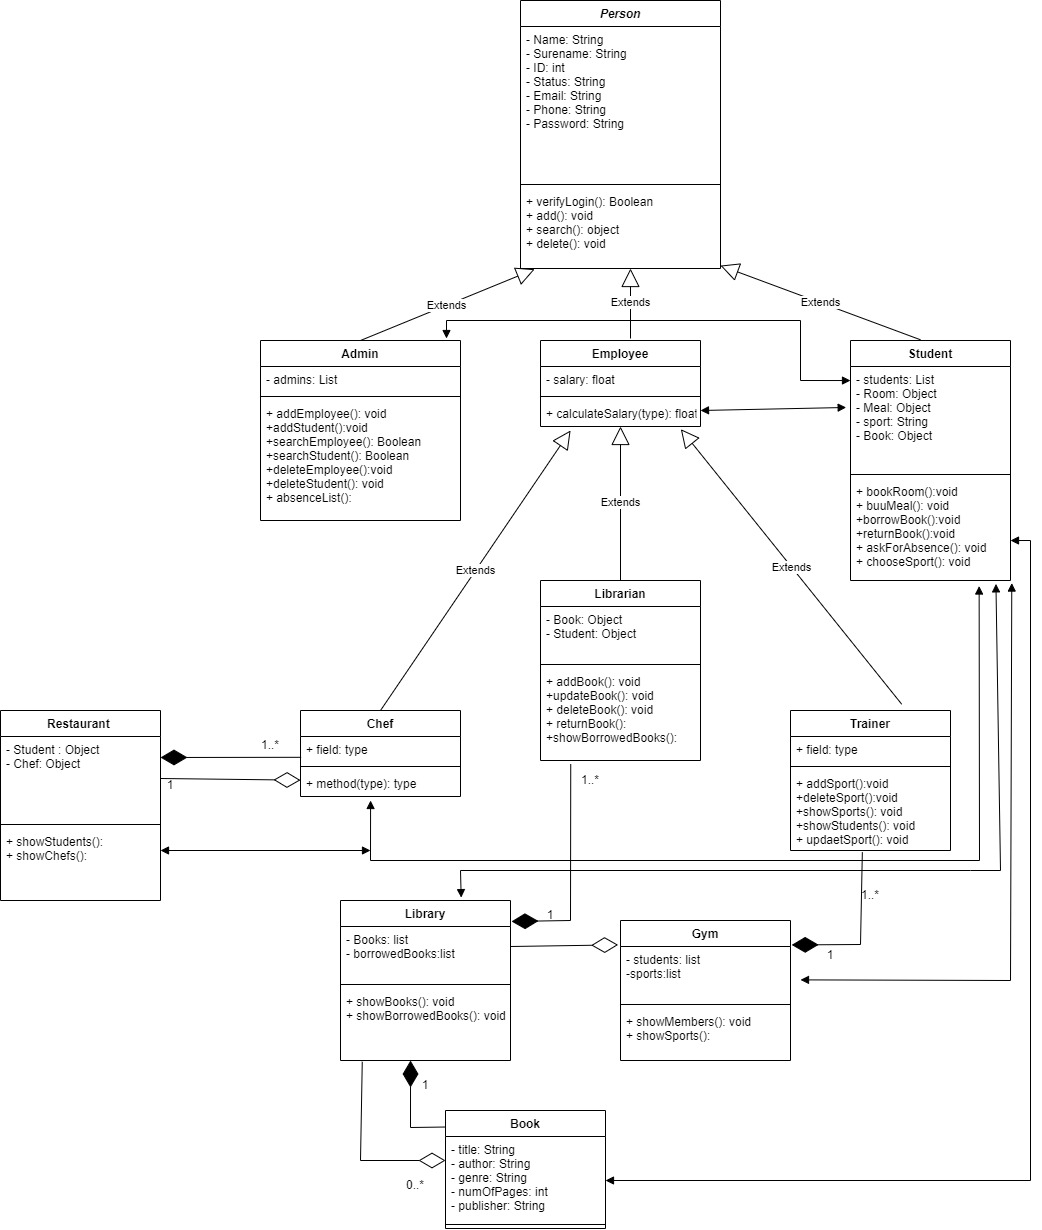 Person
- Name: String
- Surename: String
- ID: int
- Status: String
- Email: String
- Phone: String
- Password: String
+ verifyLogin(): Boolean
+ add(): void
+ search(): object
+ delete(): void
Extends
Extends
Extends
Admin
- admins: List
+ addEmployee(): void
+addStudent():void
+searchEmployee(): Boolean
+searchStudent(): Boolean
+deleteEmployee():void
+deleteStudent(): void
+ absenceList():
Employee
- salary: float
+ calculateSalary(type): float
Student
- students: List
- Room: Object
- Meal: Object
- sport: String
- Book: Object
+ bookRoom():void
+ buuMeal(): void
+borrowBook():void
+returnBook():void
+ askForAbsence(): void
+ chooseSport(): void
Extends
Extends
Extends
Librarian
- Book: Object
- Student: Object
+ addBook(): void
+updateBook(): void
+ deleteBook(): void
+ returnBook():
+showBorrowedBooks():
Restaurant
- Student : Object
- Chef: Object
+ showStudents():
+ showChefs():
1..*
1
Chef
+ field: type
+ method(type): type
Trainer
+ field: type
+ addSport():void
+deleteSport():void
+showSports(): void
+showStudents(): void
+ updaetSport(): void
1..*
1..*
Library
- Books: list
- borrowedBooks:list
+ showBooks(): void
+ showBorrowedBooks(): void
1
Gym
- students: list
-sports:list
+ showMembers(): void
+ showSports():
1
1
0..*
Book
- title: String
- author: String
- genre: String
- numOfPages: int
- publisher: String